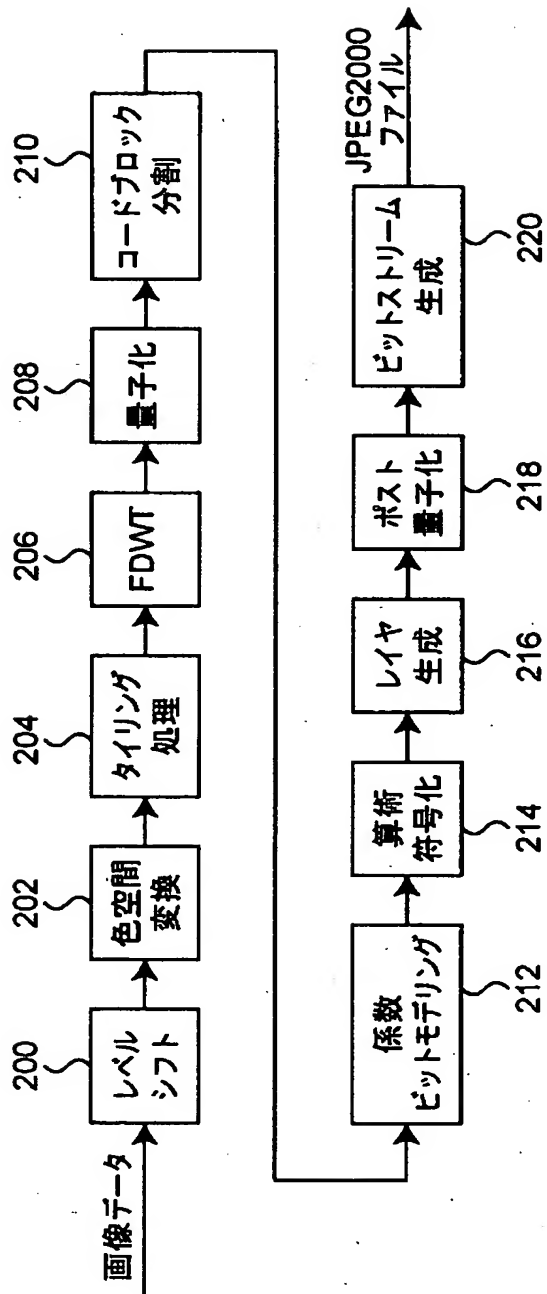 画像データ
200
レベル
シフト
202
色空間
変換
204
タイリング
処理
206
FDWT
208
量子化
210
コードブロック
分割
212
係数
ビットモデリング
214
算術
符号化
216
レイヤ
生成
218
ポスト
量子化
220
ビットストリーム
生成
JPEG2000
ファイル